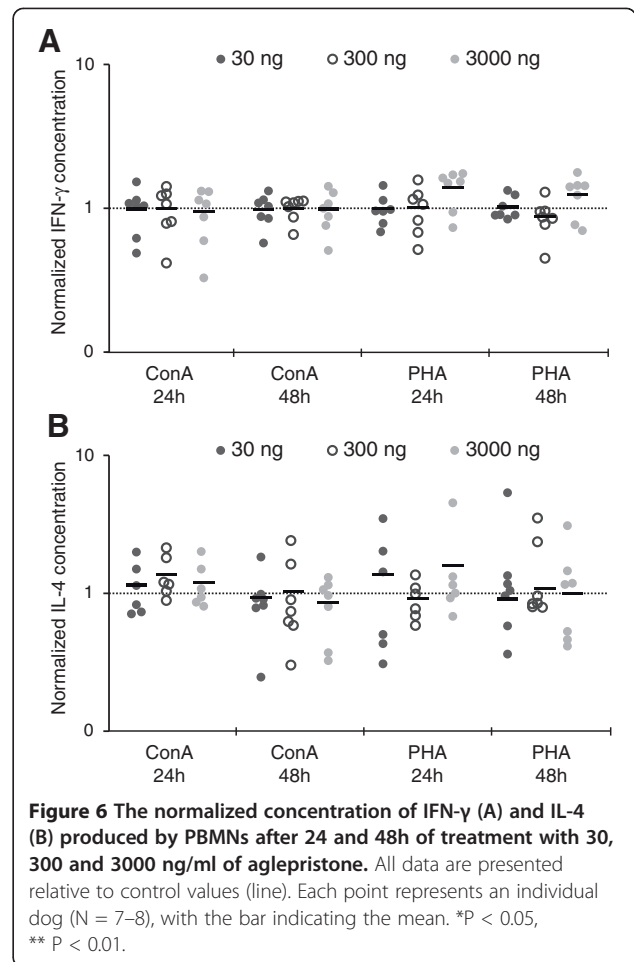 A
30 ng 300 ng 3000 ng
10
1
0
Normalized IFN-γ concentration
ConA ConA PHA PHA
24h 48h 24h 48h
B
30 ng 300 ng 3000 ng
10
1
0
Normalized IL-4 concentration
ConA ConA PHA PHA
24h 48h 24h 48h
Figure 6 The normalized concentration of IFN-γ (A) and IL-4
(B) produced by PBMNs after 24 and 48h of treatment with 30,
300 and 3000 ng/ml of aglepristone. All data are presented
relative to control values (line). Each point represents an individual
dog (N = 7–8), with the bar indicating the mean. *P < 0.05,
** P < 0.01.